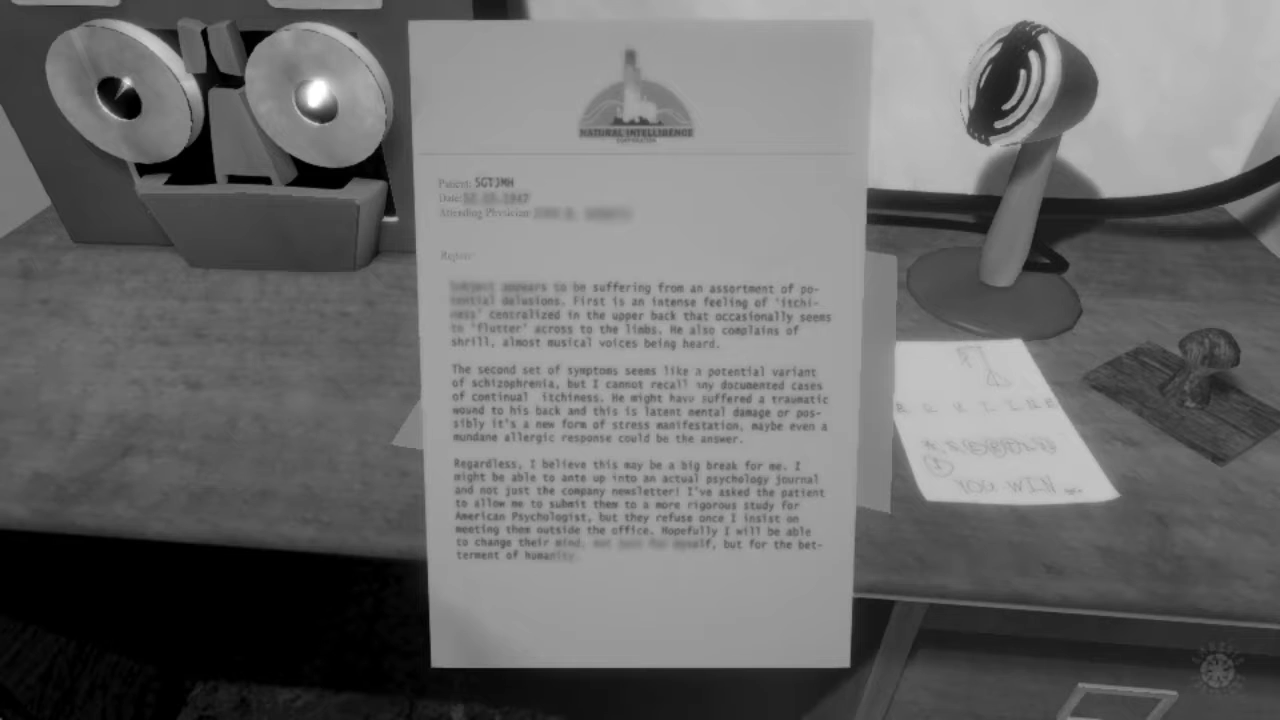 NATURAL INTELLIGENCE
CORPORATION
Patient: SGTJMH
Date:
Attending Physician:
Report:
Subject appears to be suffering from an assortment of po-
tential delusions. First is an intense feeling of 'itchi-
ness' centralized in the upper back that occasionally seems
to 'flutter' across to the limbs. He also complains of
shrill, almost musical voices being heard.
The second set of symptoms seems like a potential variant
of schizophrenia, but I cannot recall any documented cases
of continual itchiness. He might have suffered a traumatic
wound to his back and this is latent mental damage or pos-
sibly it's a new form of stress manifestation, maybe even a
mundane allergic response could be the answer.
Regardless, I believe this may be a big break for me. I
might be able to ante up into an actual psychology journal
and not just the company newsletter! I've asked the patient
to allow me to submit them to a more rigorous study for
American Psychologist, but they refuse once I insist on
meeting them outside the office. Hopefully I will be able
to change their mind, not just for myself, but for the bet-
terment of humanity.
YOU WIN